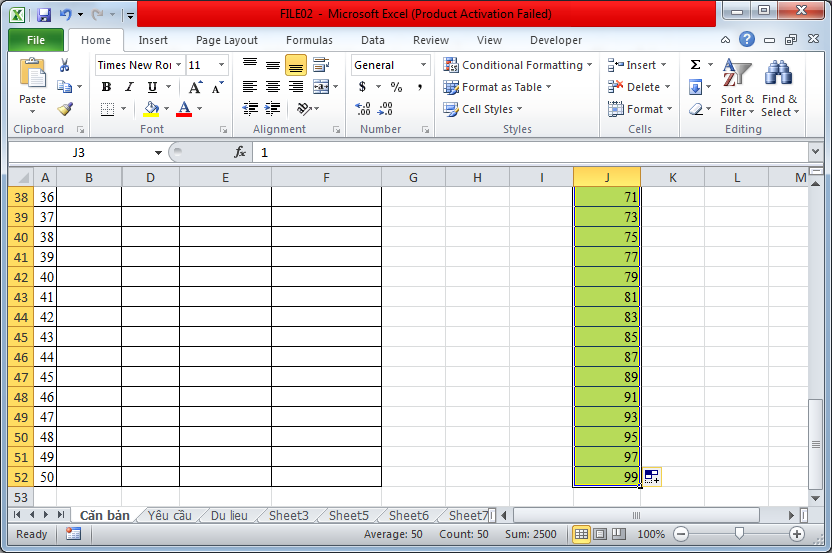 FILE02 - Microsoft Excel (Product Activation Failed)
File Home Insert Page Layout Formulas Data Review View Developer
Paste
Clipboard
Times New Ror 11
B I U A A
A
Font
Alignment
General
$ % ,
.0 .00 .00 .0
Number
Conditional Formatting
Format as Table
Cell Styles
Styles
Insert
Delete
Format
Cells
Σ
Sort & Filter
Find & Select
Editing
J3 fx 1
A B D E F G H I J K L M
38 36 71
39 37 73
40 38 75
41 39 77
42 40 79
43 41 81
44 42 83
45 43 85
46 44 87
47 45 89
48 46 91
49 47 93
50 48 95
51 49 97
52 50 99
53
Căn bản Yêu cầu Du lieu Sheet3 Sheet5 Sheet6 Sheet7
Ready Average: 50 Count: 50 Sum: 2500 100%